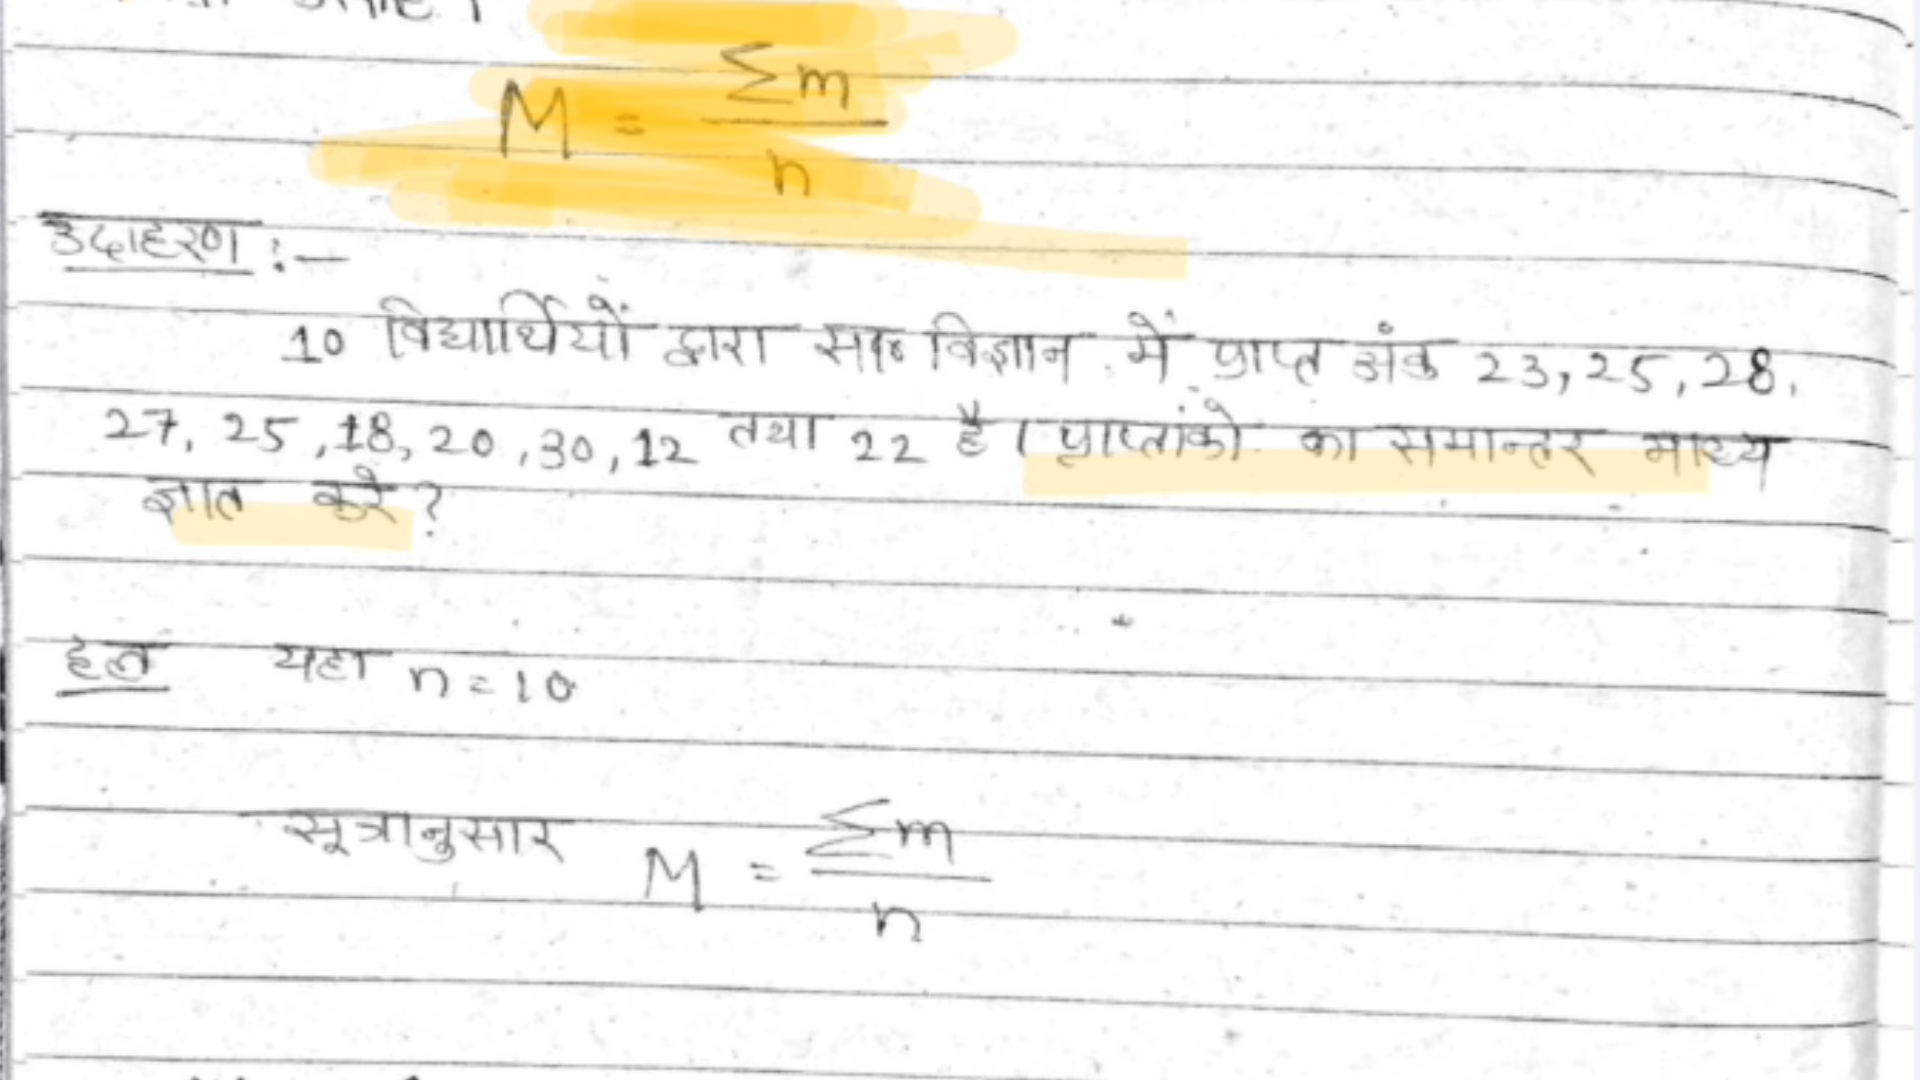 M = Σm
n
उदाहरण :-
10 विद्यार्थियों द्वारा सा० विज्ञान में प्राप्त अंक 23, 25, 28,
27, 25, 18, 20, 30, 12 तथा 22 है। प्राप्तांको का समान्तर माध्य
ज्ञात करे?
हल यहा n = 10
सूत्रानुसार M = Σm
n